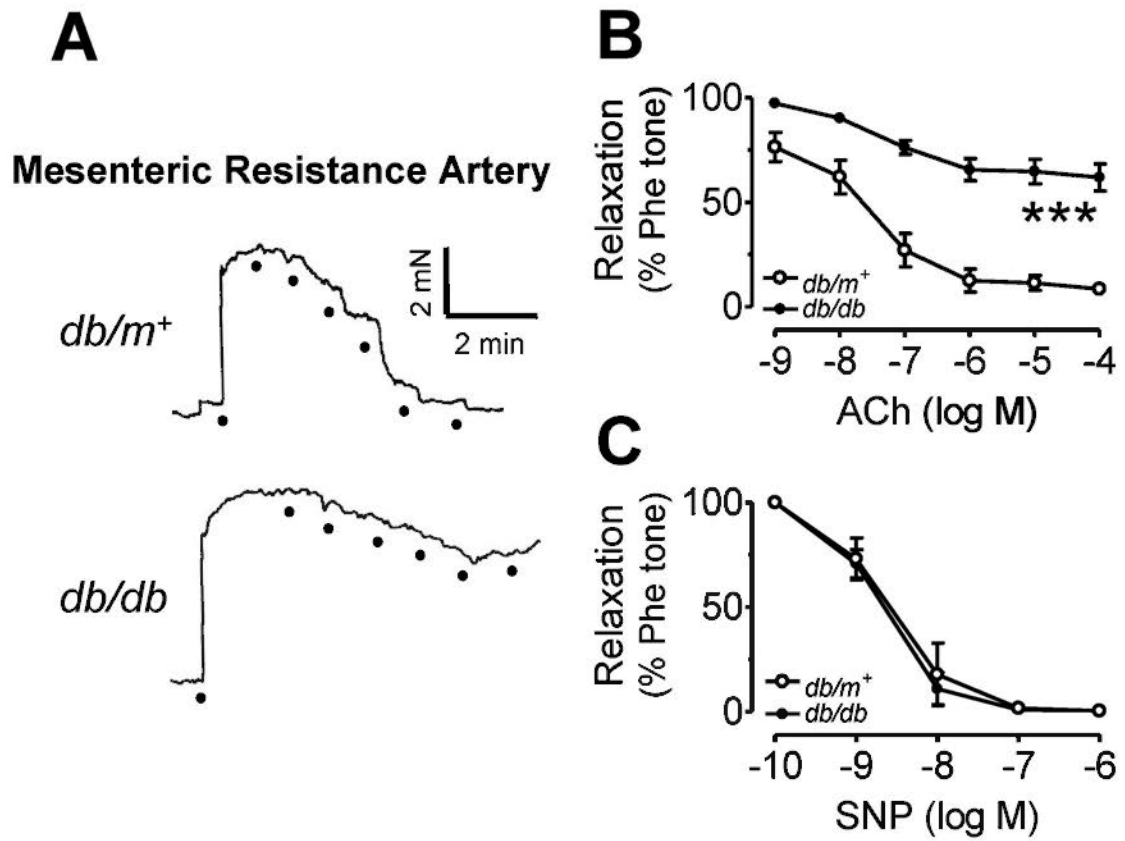 A
Mesenteric Resistance Artery
db/m⁺
2 mN
2 min
db/db
B
Relaxation
(% Phe tone)
100
50
0
***
db/m⁺
db/db
-9 -8 -7 -6 -5 -4
ACh (log M)
C
Relaxation
(% Phe tone)
100
50
0
db/m⁺
db/db
-10 -9 -8 -7 -6
SNP (log M)